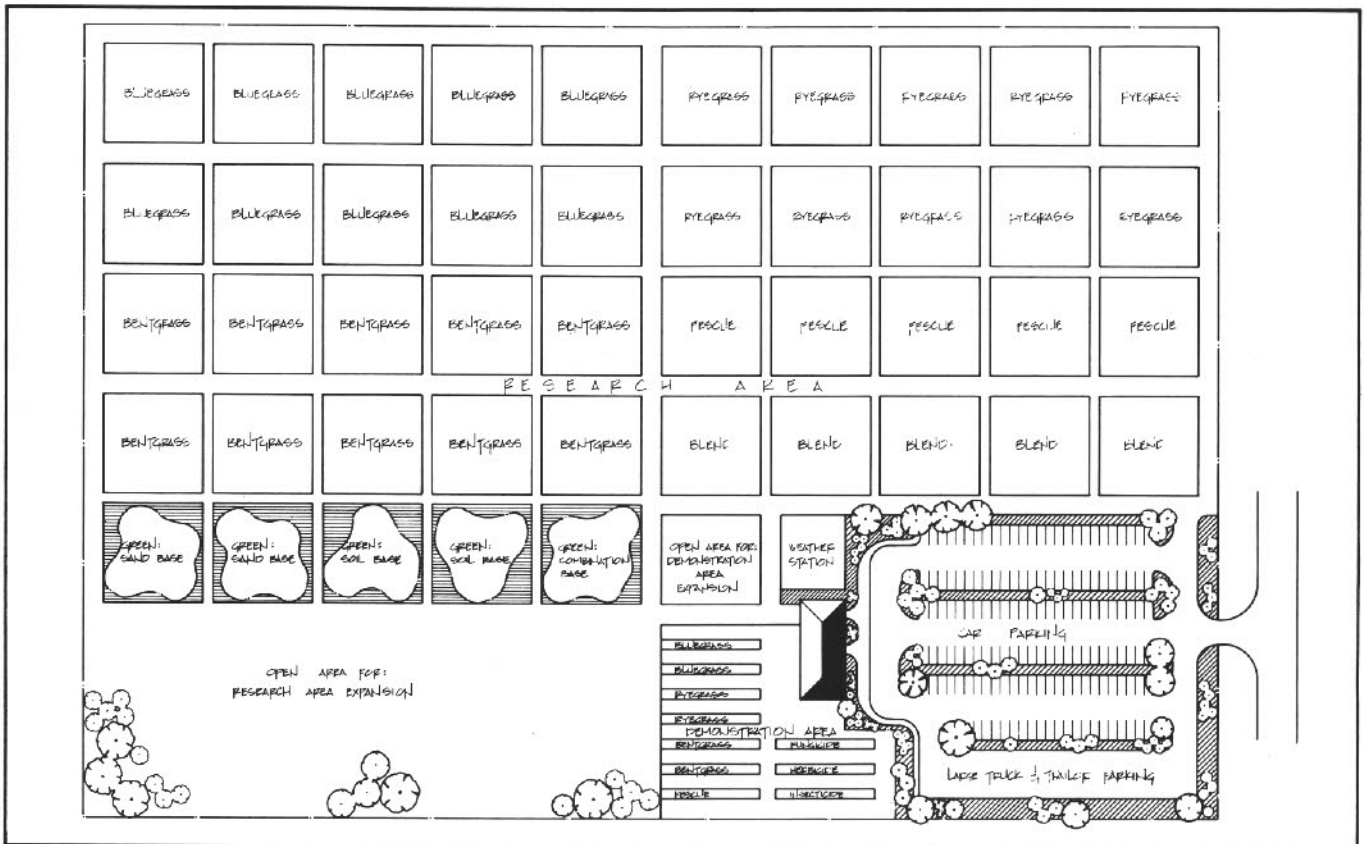 BLUEGRASS BLUEGRASS BLUEGRASS BLUEGRASS BLUEGRASS RYEGRASS RYEGRASS RYEGRASS RYEGRASS RYEGRASS
BLUEGRASS BLUEGRASS BLUEGRASS BLUEGRASS BLUEGRASS RYEGRASS RYEGRASS RYEGRASS RYEGRASS RYEGRASS
BENTGRASS BENTGRASS BENTGRASS BENTGRASS BENTGRASS FESCUE FESCUE FESCUE FESCUE FESCUE
RESEARCH AREA
BENTGRASS BENTGRASS BENTGRASS BENTGRASS BENTGRASS BLEND BLEND BLEND BLEND BLEND
GREEN:
SAND BASE
GREEN:
SAND BASE
GREEN:
SOIL BASE
GREEN:
SOIL BASE
GREEN:
COMBINATION
BASE
OPEN AREA FOR:
DEMONSTRATION
AREA
EXPANSION
WEATHER
STATION
CAR PARKING
OPEN AREA FOR:
RESEARCH AREA EXPANSION
BLUEGRASS
BLUEGRASS
RYEGRASS
RYEGRASS
DEMONSTRATION AREA
BENTGRASS FUNGICIDE
BENTGRASS HERBICIDE
FESCUE INSECTICIDE
LARGE TRUCK & TRAILER PARKING